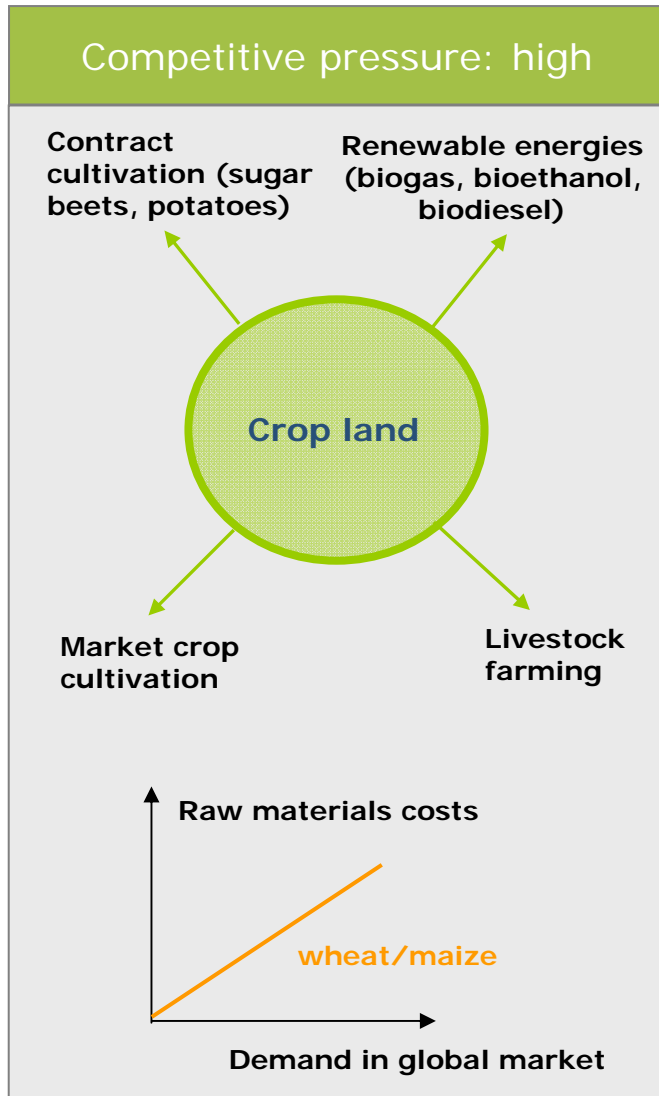 Competitive pressure: high
Contract
cultivation (sugar
beets, potatoes)
Renewable energies
(biogas, bioethanol,
biodiesel)
Crop land
Market crop
cultivation
Livestock
farming
Raw materials costs
wheat/maize
Demand in global market